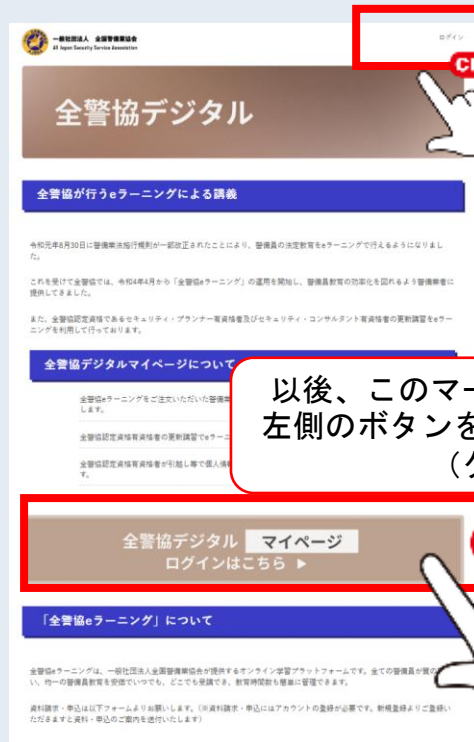 一般社団法人 全国警備業協会
All Japan Security Service Association
ログイン
全警協デジタル
全警協が行うeラーニングによる講義
令和元年8月30日に警備業法施行規則が一部改正されたことにより、警備員の法定教育をeラーニングで行えるようになりまし
た。
これを受けて全警協では、令和4年4月から「全警協eラーニング」の運用を開始し、警備員教育の効率化を図れるよう警備業者に
提供してきました。
また、全警協認定資格であるセキュリティ・プランナー有資格者及びセキュリティ・コンサルタント有資格者の更新講習をeラー
ニングを利用して行っております。
全警協デジタルマイページについて
全警協eラーニングをご注文いただいた警備業
します。
全警協認定資格有資格者の更新講習でeラーニ
全警協認定資格有資格者が引越し等で個人情報
す。
以後、このマー
左側のボタンを
（ク
全警協デジタル マイページ
ログインはこちら ▶
「全警協eラーニング」について
全警協eラーニングは、一般社団法人全国警備業協会が提供するオンライン学習プラットフォームです。全ての警備員が質の
い、均一の警備員教育を安価でいつでも、どこでも受講でき、教育時間数も簡単に管理できます。
資料請求・申込は以下フォームよりお願いします。（※資料請求・申込にはアカウントの登録が必要です。新規登録よりご登録い
ただきますと資料・申込のご案内を送付いたします）